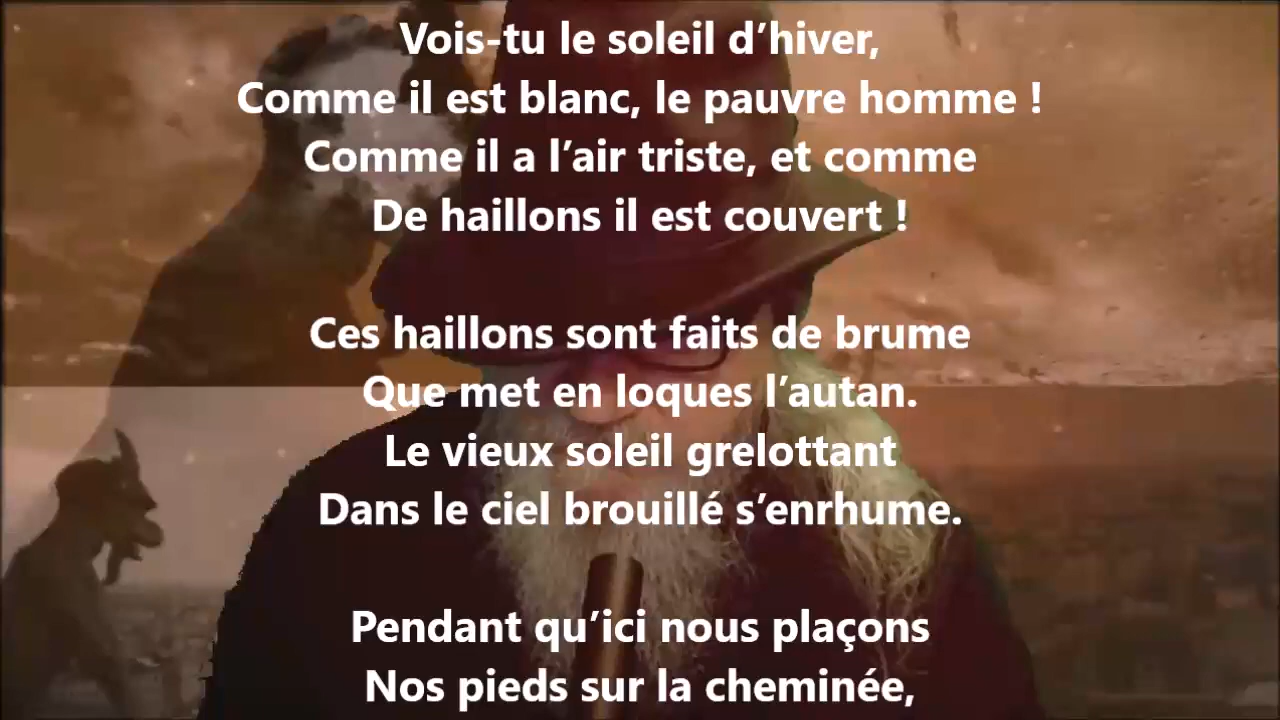 Vois-tu le soleil d’hiver,
Comme il est blanc, le pauvre homme !
Comme il a l’air triste, et comme
De haillons il est couvert !
Ces haillons sont faits de brume
Que met en loques l’autan.
Le vieux soleil grelottant
Dans le ciel brouillé s’enrhume.
Pendant qu’ici nous plaçons
Nos pieds sur la cheminée,